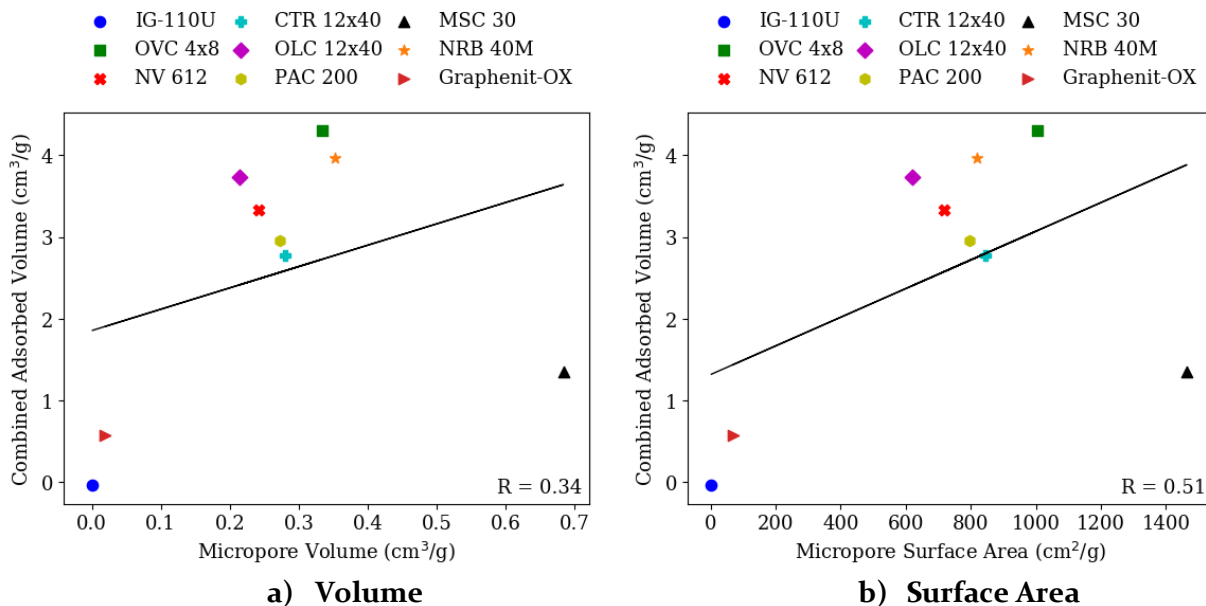 IG-110U CTR 12x40 MSC 30
OVC 4x8 OLC 12x40 NRB 40M
NV 612 PAC 200 Graphenit-OX
Combined Adsorbed Volume (cm³/g)
4
3
2
1
0
R = 0.34
0.0 0.1 0.2 0.3 0.4 0.5 0.6 0.7
Micropore Volume (cm³/g)
a) Volume
IG-110U CTR 12x40 MSC 30
OVC 4x8 OLC 12x40 NRB 40M
NV 612 PAC 200 Graphenit-OX
Combined Adsorbed Volume (cm³/g)
4
3
2
1
0
R = 0.51
0 200 400 600 800 1000 1200 1400
Micropore Surface Area (cm²/g)
b) Surface Area